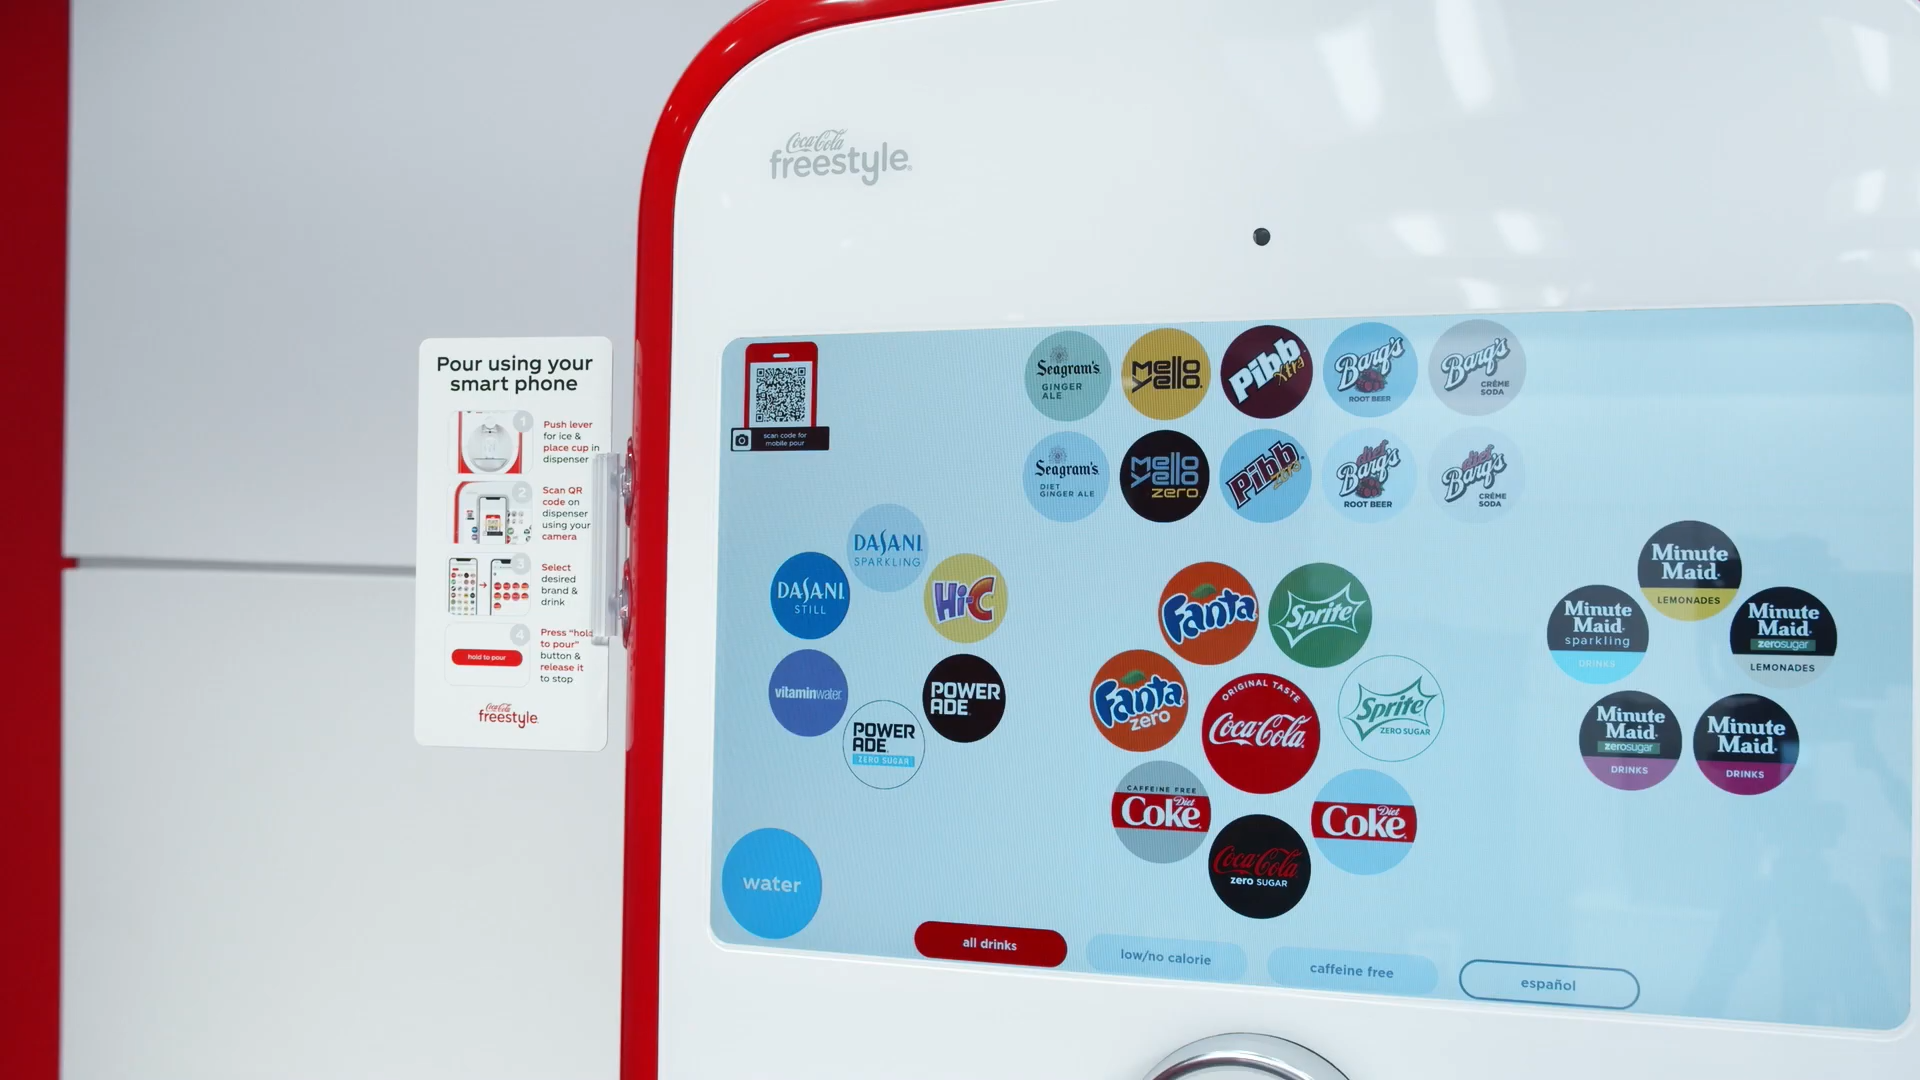 Coca-Cola
freestyle
Pour using your
smart phone
1
Push lever
for ice &
place cup in
dispenser
2
Scan QR
code on
dispenser
using your
camera
3
Select
desired
brand &
drink
4
hold to pour
Press "hold
to pour"
button &
release it
to stop
Coca-Cola
freestyle
scan code for
mobile pour
Seagram's
GINGER
ALE
mello
yello
Pibb
Xtra
Barq's
ROOT BEER
Barq's
CRÈME
SODA
Seagram's
DIET
GINGER ALE
mello
yello
zero
Pibb
ZERO
diet
Barq's
ROOT BEER
diet
Barq's
CRÈME
SODA
DASANI
SPARKLING
DASANI
STILL
Hi-C
vitaminwater
POWER
ADE
POWER
ADE
ZERO SUGAR
Fanta
Sprite
Fanta
zero
ORIGINAL TASTE
Coca-Cola
Sprite
ZERO SUGAR
CAFFEINE FREE
Diet
Coke
Diet
Coke
Coca-Cola
zero SUGAR
Minute
Maid
LEMONADES
Minute
Maid
sparkling
DRINKS
Minute
Maid
zerosugar
LEMONADES
Minute
Maid
zerosugar
DRINKS
Minute
Maid
DRINKS
water
all drinks
low/no calorie
caffeine free
español